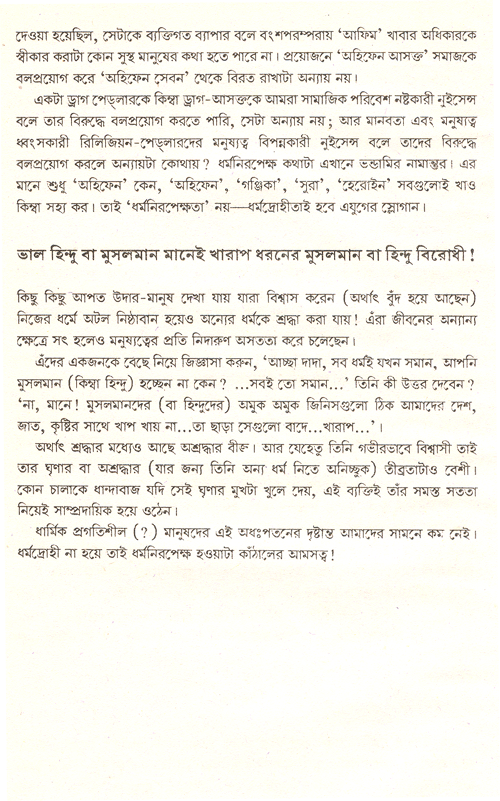 দেওয়া হয়েছিল, সেটাকে ব্যক্তিগত ব্যাপার বলে বংশপরম্পরায় ‘আফিম’ খাবার অধিকারকে
স্বীকার করাটা কোন সুস্থ মানুষের কথা হতে পারে না। প্রয়োজনে ‘অহিফেন আসক্ত’ সমাজকে
বলপ্রয়োগ করে ‘অহিফেন সেবন’ থেকে বিরত রাখাটা অন্যায় নয়।
একটা ড্রাগ পেড্‌লারকে কিম্বা ড্রাগ-আসক্তকে আমরা সামাজিক পরিবেশ নষ্টকারী নুইসেন্স
বলে তার বিরুদ্ধে বলপ্রয়োগ করতে পারি, সেটা অন্যায় নয় ; আর মানবতা এবং মনুষ্যত্ব
ধ্বংসকারী রিলিজিয়ন-পেড্‌লারদের মনুষ্যত্ব বিপন্নকারী নুইসেন্স বলে তাদের বিরুদ্ধে
বলপ্রয়োগ করলে অন্যায়টা কোথায় ? ধর্মনিরপেক্ষ কথাটা এখানে ভন্ডামির নামান্তর। এর
মানে শুধু ‘অহিফেন’ কেন, ‘অহিফেন’, ‘গঞ্জিকা’, ‘সুরা’, ‘হেরোইন’ সবগুলোই খাও
কিম্বা সহ্য কর। তাই ‘ধর্মনিরপেক্ষতা’ নয়—ধর্মদ্রোহীতাই হবে এযুগের স্লোগান।
ভাল হিন্দু বা মুসলমান মানেই খারাপ ধরনের মুসলমান বা হিন্দু বিরোধী !
কিছু কিছু আপত উদার-মানুষ দেখা যায় যারা বিশ্বাস করেন (অর্থাৎ বুঁদ হয়ে আছেন)
নিজের ধর্মে অটল নিষ্ঠাবান হয়েও অন্যের ধর্মকে শ্রদ্ধা করা যায় ! এঁরা জীবনের অন্যান্য
ক্ষেত্রে সৎ হলেও মনুষ্যত্বের প্রতি নিদারুণ অসততা করে চলেছেন।
এঁদের একজনকে বেছে নিয়ে জিজ্ঞাসা করুন, ‘আচ্ছা দাদা, সব ধর্মই যখন সমান, আপনি
মুসলমান (কিম্বা হিন্দু) হচ্ছেন না কেন ? ...সবই তো সমান...’ তিনি কী উত্তর দেবেন ?
‘না, মানে ! মুসলমানদের (বা হিন্দুদের) অমুক অমুক জিনিসগুলো ঠিক আমাদের দেশ,
জাত, কৃষ্টির সাথে খাপ খায় না...তা ছাড়া সেগুলো বাদে...খারাপ...’।
অর্থাৎ শ্রদ্ধার মধ্যেও আছে অশ্রদ্ধার বীজ। আর যেহেতু তিনি গভীরভাবে বিশ্বাসী তাই
তার ঘৃণার বা অশ্রদ্ধার (যার জন্য তিনি অন্য ধর্ম নিতে অনিচ্ছুক) তীব্রতাটাও বেশী।
কোন চালাকে ধান্দাবাজ যদি সেই ঘৃণার মুখটা খুলে দেয়, এই ব্যক্তিই তাঁর সমস্ত সততা
নিয়েই সাম্প্রদায়িক হয়ে ওঠেন।
ধার্মিক প্রগতিশীল (?) মানুষদের এই অধঃপতনের দৃষ্টান্ত আমাদের সামনে কম নেই।
ধর্মদ্রোহী না হয়ে তাই ধর্মনিরপেক্ষ হওয়াটা কাঁঠালের আমসত্ব !